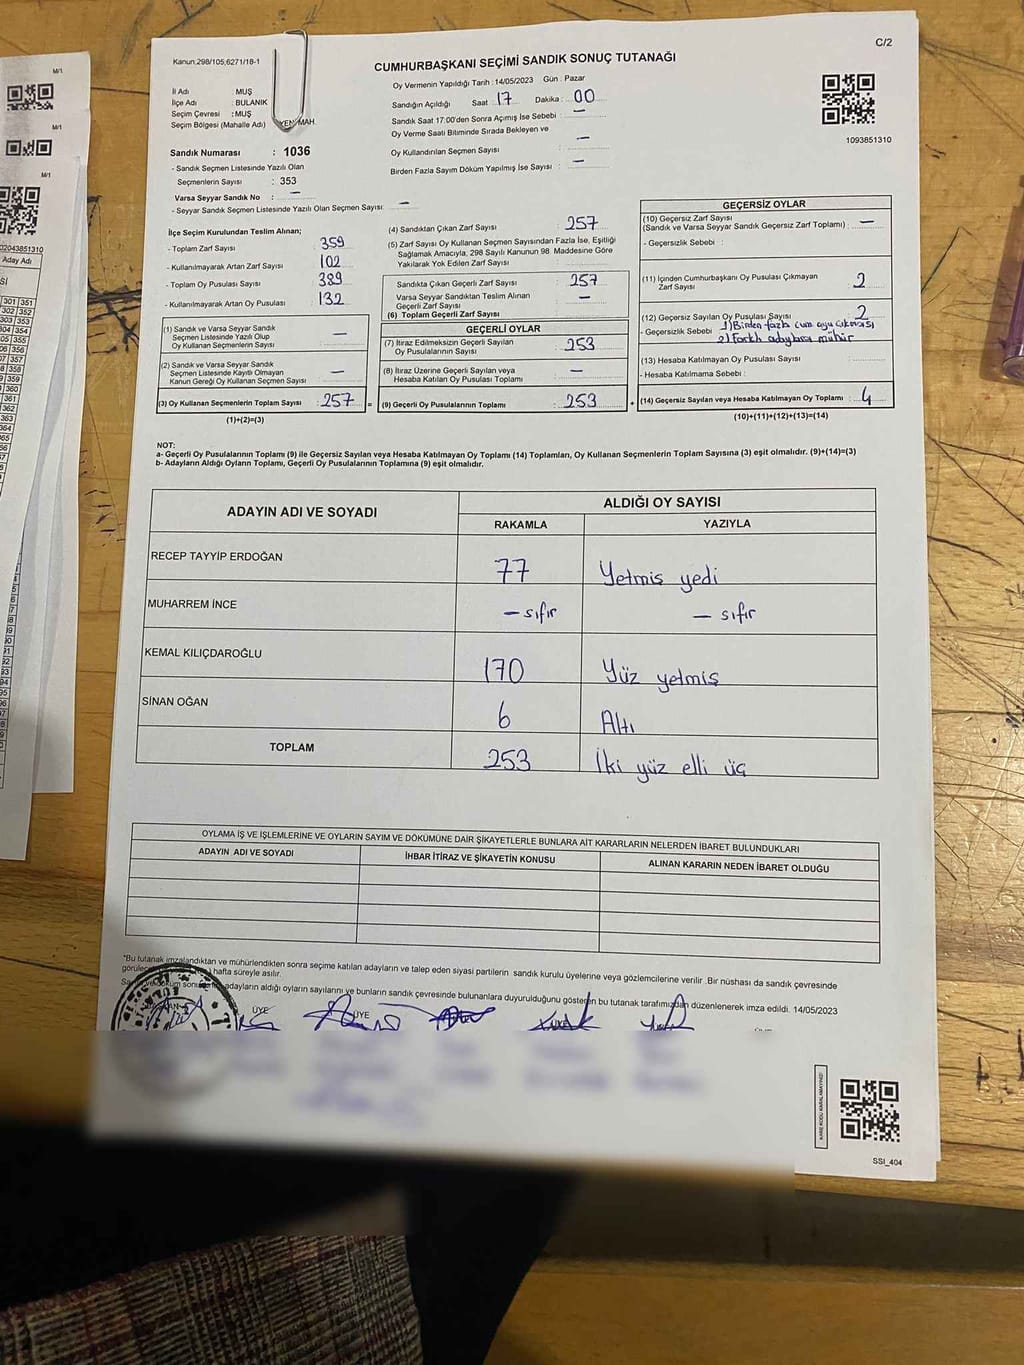 C/2
Kanun.298/105,6271/18-1
CUMHURBAŞKANI SEÇİMİ SANDIK SONUÇ TUTANAĞI
İl Adı : MUŞ
İlçe Adı : BULANIK
Seçim Çevresi : MUŞ
Seçim Bölgesi (Mahalle Adı) YENİ MAH.
Sandık Numarası : 1036
- Sandık Seçmen Listesinde Yazılı Olan
Seçmenlerin Sayısı : 353
Varsa Seyyar Sandık No : –
- Seyyar Sandık Seçmen Listesinde Yazılı Olan Seçmen Sayısı: –
Oy Vermenin Yapıldığı Tarih : 14/05/2023 Gün : Pazar
Sandığın Açıldığı Saat : 17 Dakika : 00
Sandık Saat 17:00'den Sonra Açımış İse Sebebi : –
Oy Verme Saati Bitiminde Sırada Bekleyen ve
Oy Kullandırılan Seçmen Sayısı : –
Birden Fazla Sayım Döküm Yapılmış İse Sayısı : –
1093851310
İlçe Seçim Kurulundan Teslim Alınan;
- Toplam Zarf Sayısı : 359
- Kullanılmayarak Artan Zarf Sayısı : 102
- Toplam Oy Pusulası Sayısı : 389
- Kullanılmayarak Artan Oy Pusulası : 132
(1) Sandık ve Varsa Seyyar Sandık
Seçmen Listesinde Yazılı Olup
Oy Kullanan Seçmenlerin Sayısı : –
(2) Sandık ve Varsa Seyyar Sandık
Seçmen Listesinde Kayıtlı Olmayan
Kanun Gereği Oy Kullanan Seçmen Sayısı : –
(3) Oy Kullanan Seçmenlerin Toplam Sayısı : 257 =
(1)+(2)=(3)
(4) Sandıktan Çıkan Zarf Sayısı : 257
(5) Zarf Sayısı Oy Kullanan Seçmen Sayısından Fazla İse, Eşitliği
Sağlamak Amacıyla, 298 Sayılı Kanunun 98. Maddesine Göre
Yakılarak Yok Edilen Zarf Sayısı :
Sandıkta Çıkan Geçerli Zarf Sayısı : 257
Varsa Seyyar Sandıktan Teslim Alınan
Geçerli Zarf Sayısı : –
(6) Toplam Geçerli Zarf Sayısı :
GEÇERLİ OYLAR
(7) İtiraz Edilmeksizin Geçerli Sayılan
Oy Pusulalarının Sayısı : 253
(8) İtiraz Üzerine Geçerli Sayılan veya
Hesaba Katılan Oy Pusulası Toplamı : –
(9) Geçerli Oy Pusulalarının Toplamı : 253 +
GEÇERSİZ OYLAR
(10) Geçersiz Zarf Sayısı
(Sandık ve Varsa Seyyar Sandık Geçersiz Zarf Toplamı) : –
- Geçersizlik Sebebi :
(11) İçinden Cumhurbaşkanı Oy Pusulası Çıkmayan
Zarf Sayısı : 2
(12) Geçersiz Sayılan Oy Pusulası Sayısı : 2
- Geçersizlik Sebebi : 1) Birden fazla cum oyu çıkması
2) Farklı adaylara mühür
(13) Hesaba Katılmayan Oy Pusulası Sayısı :
- Hesaba Katılmama Sebebi :
(14) Geçersiz Sayılan veya Hesaba Katılmayan Oy Toplamı : 4
(10)+(11)+(12)+(13)=(14)
NOT:
a- Geçerli Oy Pusulalarının Toplamı (9) ile Geçersiz Sayılan veya Hesaba Katılmayan Oy Toplamı (14) Toplamları, Oy Kullanan Seçmenlerin Toplam Sayısına (3) eşit olmalıdır. (9)+(14)=(3)
b- Adayların Aldığı Oyların Toplamı, Geçerli Oy Pusulalarının Toplamına (9) eşit olmalıdır.
ADAYIN ADI VE SOYADI
ALDIĞI OY SAYISI
RAKAMLA YAZIYLA
RECEP TAYYİP ERDOĞAN 77 Yetmiş yedi
MUHARREM İNCE – sıfır – sıfır
KEMAL KILIÇDAROĞLU 170 Yüz yetmiş
SİNAN OĞAN 6 Altı
TOPLAM 253 İki yüz elli üç
OYLAMA İŞ VE İŞLEMLERİNE VE OYLARIN SAYIM VE DÖKÜMÜNE DAİR ŞİKAYETLERLE BUNLARA AİT KARARLARIN NELERDEN İBARET BULUNDUKLARI
ADAYIN ADI VE SOYADI İHBAR İTİRAZ VE ŞİKAYETİN KONUSU ALINAN KARARIN NEDEN İBARET OLDUĞU
*Bu tutanak imzalandıktan ve mühürlendikten sonra seçime katılan adayların ve talep eden siyasi partilerin sandık kurulu üyelerine veya gözlemcilerine verilir .Bir nüshası da sandık çevresinde
hafta süreyle asılır.
adayların aldığı oyların sayılarını ve bunların sandık çevresinde bulunanlara duyurulduğunu gösteren bu tutanak tarafımızdan düzenlenerek imza edildi. 14/05/2023
ÜYE ÜYE
KARE KODU KARALAMAYINIZ!
SSI_404
M/1
M/1
M/1
02043851310
Aday Adı
301 351
302 352
303 353
304 354